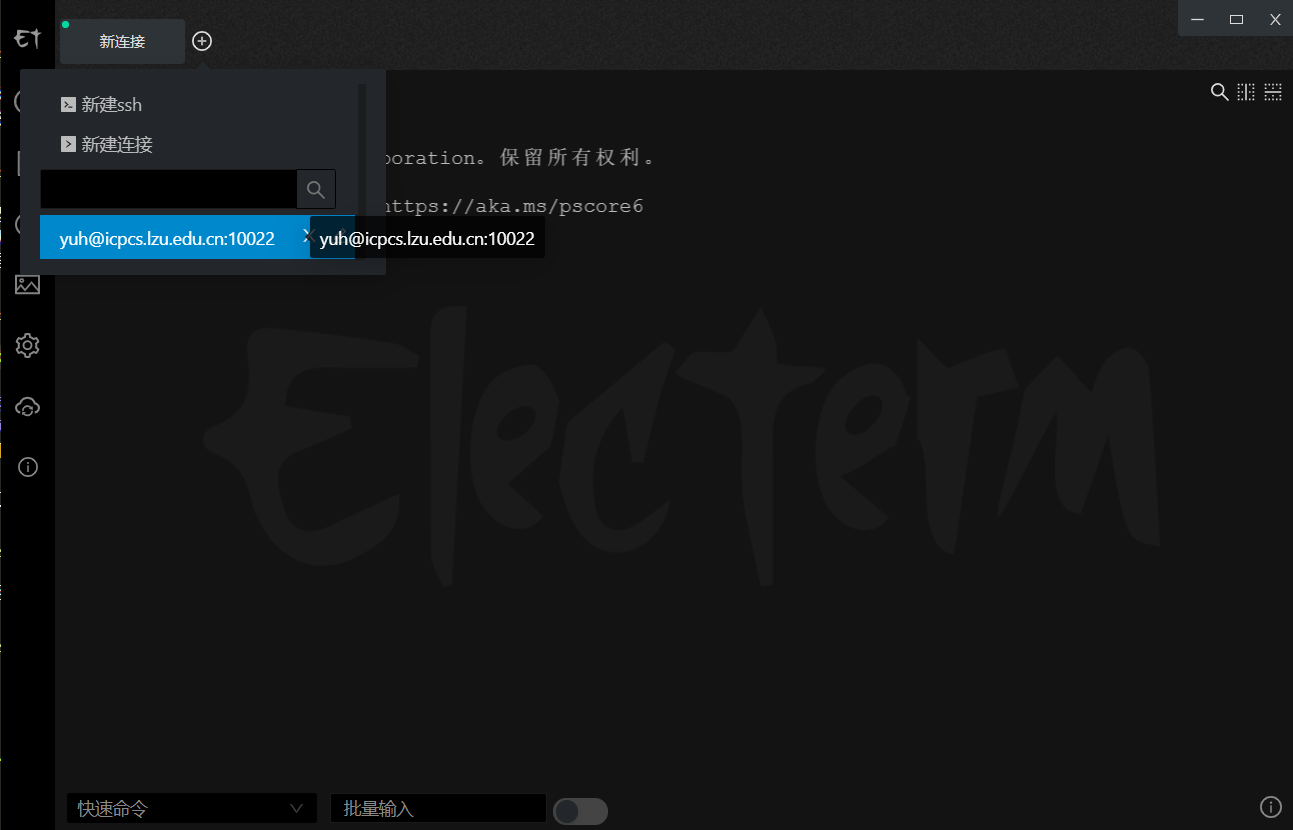 ET
新连接
新建ssh
新建连接
poration。保留所有权利。
https://aka.ms/pscore6
yuh@icpcs.lzu.edu.cn:10022
yuh@icpcs.lzu.edu.cn:10022
Electerm
快速命令
批量输入